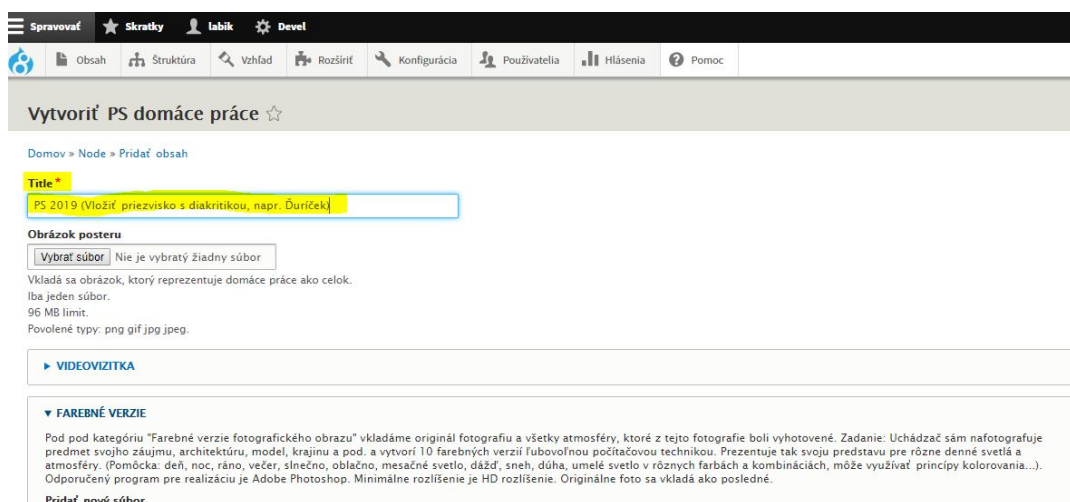 Spravovať Skratky labik Devel
Obsah Štruktúra Vzhľad Rozšíriť Konfigurácia Používatelia Hlásenia Pomoc
Vytvoriť PS domáce práce
Domov » Node » Pridať obsah
Title *
PS 2019 (Vložiť priezvisko s diakritikou, napr. Ďuríček)
Obrázok posteru
Vybrať súbor Nie je vybratý žiadny súbor
Vkladá sa obrázok, ktorý reprezentuje domáce práce ako celok.
Iba jeden súbor.
96 MB limit.
Povolené typy: png gif jpg jpeg.
VIDEOVIZITKA
FAREBNÉ VERZIE
Pod pod kategóriu "Farebné verzie fotografického obrazu" vkladáme originál fotografiu a všetky atmosféry, ktoré z tejto fotografie boli vyhotovené. Zadanie: Uchádzač sám nafotografuje
predmet svojho záujmu, architektúru, model, krajinu a pod. a vytvorí 10 farebných verzií ľubovoľnou počítačovou technikou. Prezentuje tak svoju predstavu pre rôzne denné svetlá a
atmosféry. (Pomôcka: deň, noc, ráno, večer, slnečno, oblačno, mesačné svetlo, dážď, sneh, dúha, umelé svetlo v rôznych farbách a kombináciách, môže využívať princípy kolorovania...).
Odporučený program pre realizáciu je Adobe Photoshop. Minimálne rozlíšenie je HD rozlíšenie. Originálne foto sa vkladá ako posledné.
Pridať nový súbor